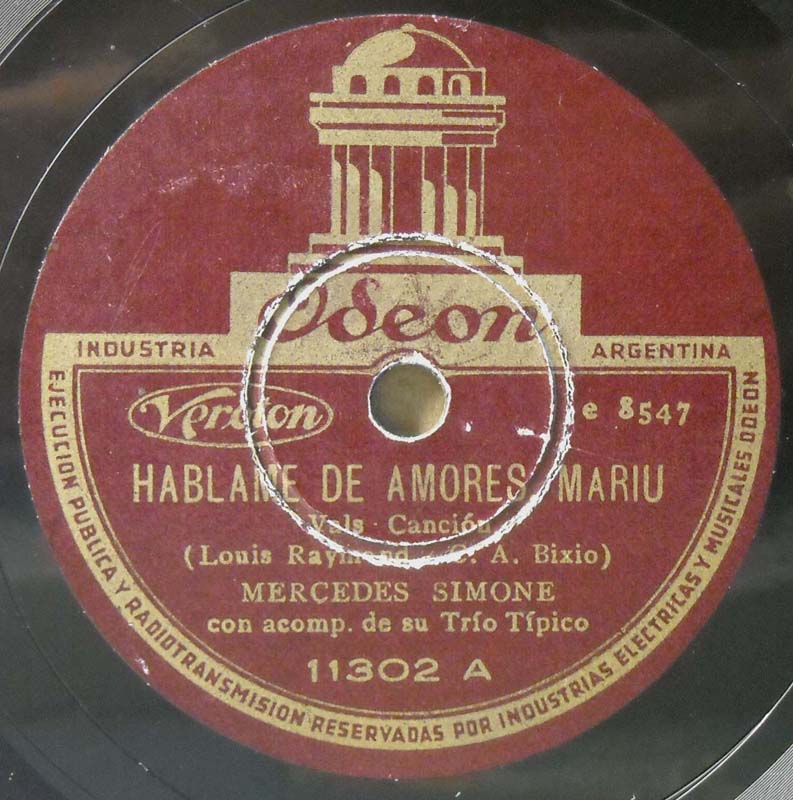 Odeon
INDUSTRIA ARGENTINA
Veroton
e 8547
HABLAME DE AMORES, MARIU
Vals - Canción
(Louis Raymond - C. A. Bixio)
MERCEDES SIMONE
con acomp. de su Trío Típico
11302 A
EJECUCION PUBLICA Y RADIOTRANSMISION RESERVADAS POR INDUSTRIAS ELECTRICAS Y MUSICALES ODEON